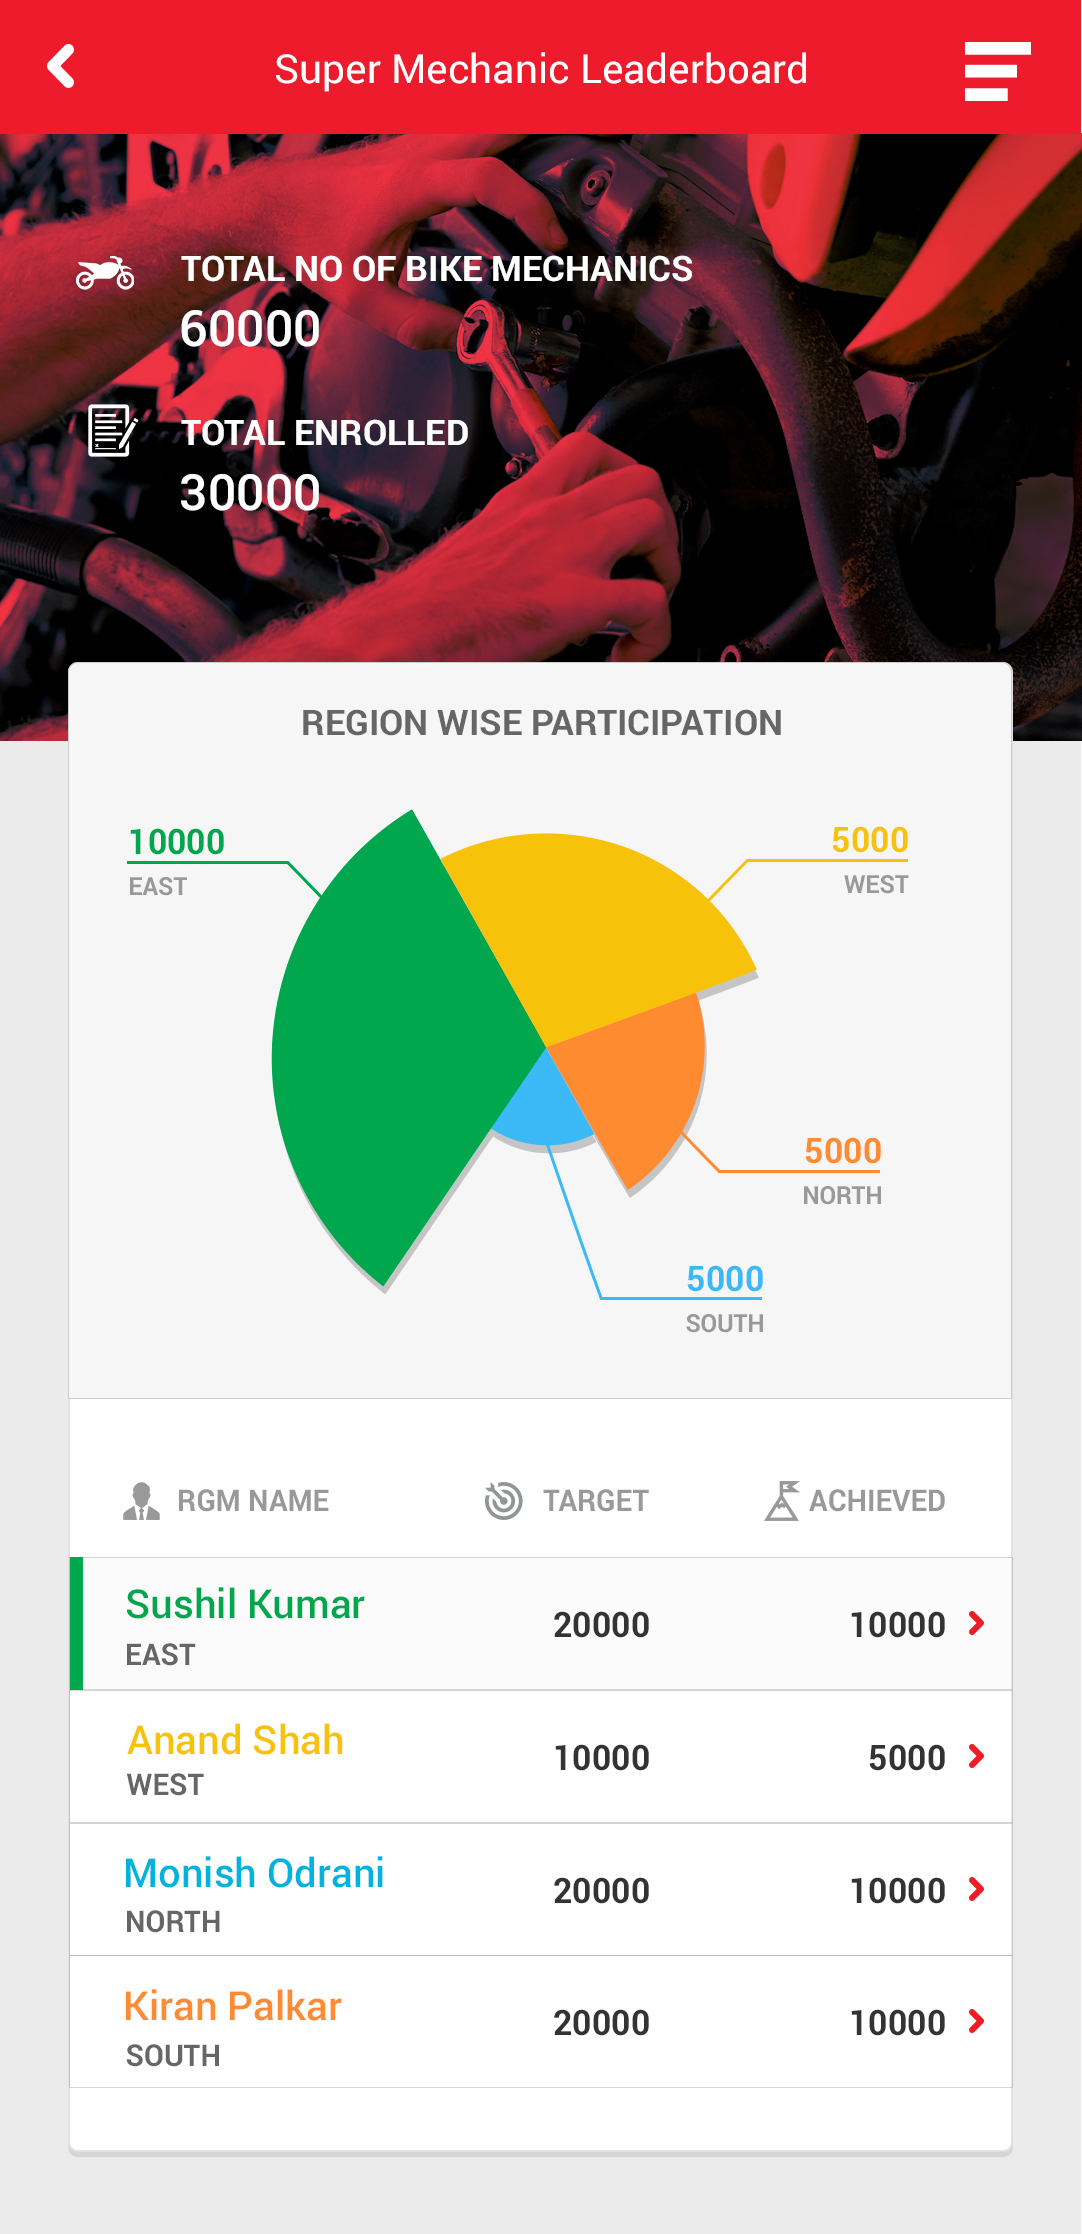 Super Mechanic Leaderboard
TOTAL NO OF BIKE MECHANICS
60000
TOTAL ENROLLED
30000
REGION WISE PARTICIPATION
10000
EAST
5000
WEST
5000
NORTH
5000
SOUTH
RGM NAME TARGET ACHIEVED
Sushil Kumar
EAST
20000 10000
Anand Shah
WEST
10000 5000
Monish Odrani
NORTH
20000 10000
Kiran Palkar
SOUTH
20000 10000